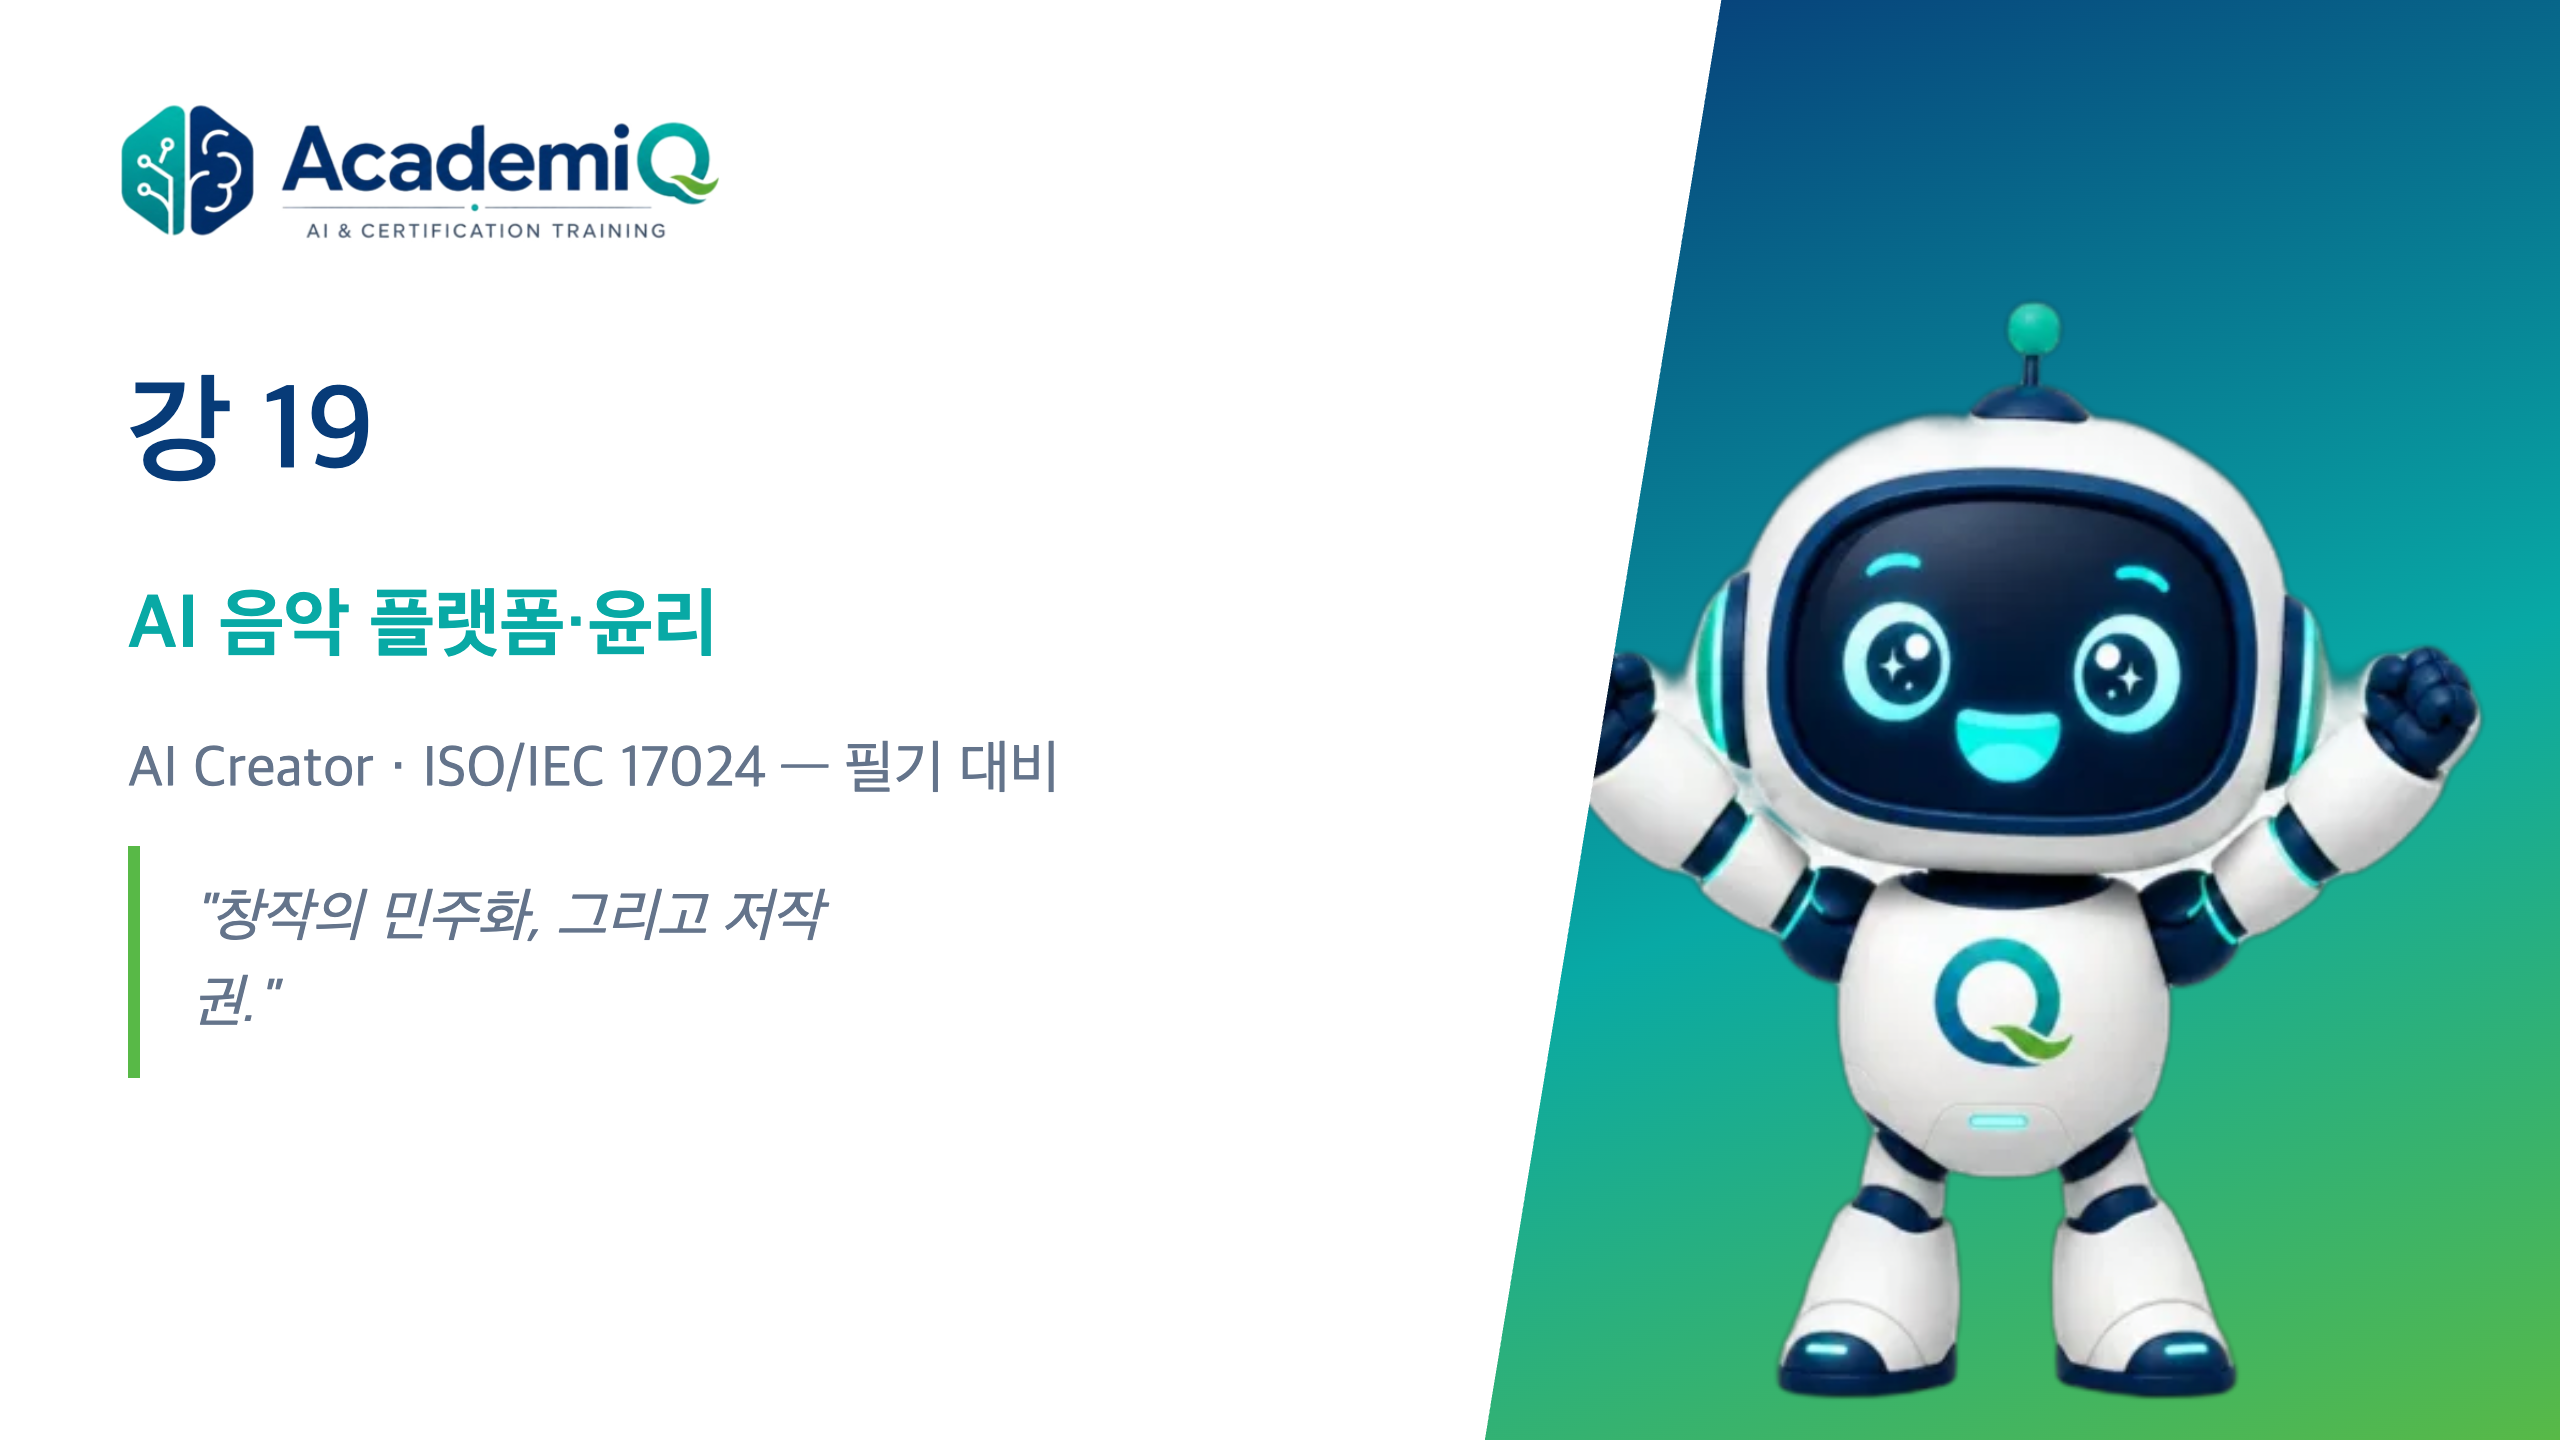 AcademiQ
AI & CERTIFICATION TRAINING
강 19
AI 음악 플랫폼·윤리
AI Creator · ISO/IEC 17024 — 필기 대비
"창작의 민주화, 그리고 저작
권."
Q